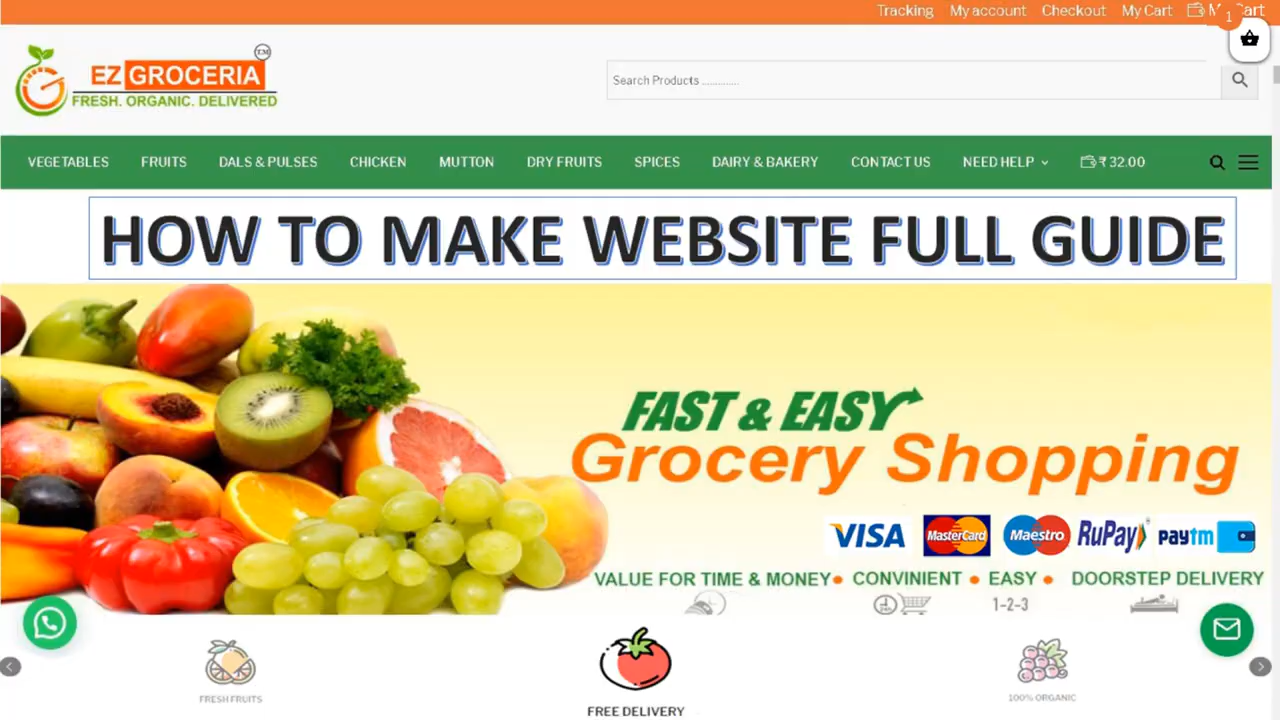 Tracking My account Checkout My Cart
1
EZ GROCERIA TM
FRESH. ORGANIC. DELIVERED
Search Products .............
VEGETABLES FRUITS DALS & PULSES CHICKEN MUTTON DRY FRUITS SPICES DAIRY & BAKERY CONTACT US NEED HELP ₹ 32.00
HOW TO MAKE WEBSITE FULL GUIDE
FAST & EASY
Grocery Shopping
VISA MasterCard Maestro RuPay paytm
VALUE FOR TIME & MONEY CONVINIENT EASY DOORSTEP DELIVERY
1-2-3
FRESH FRUITS
FREE DELIVERY
100% ORGANIC